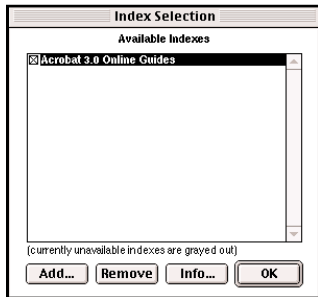 Index Selection
Available Indexes
Acrobat 3.0 Online Guides
(currently unavailable indexes are grayed out)
Add... Remove Info... OK